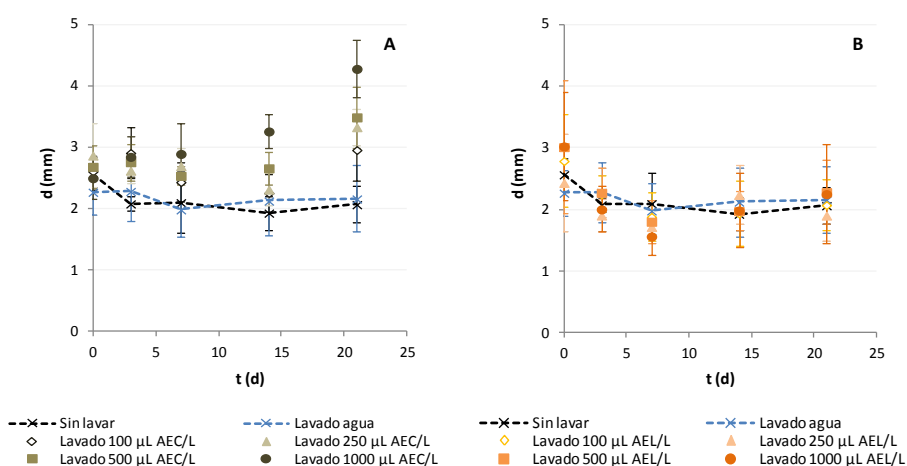 A
d (mm)
5
4
3
2
1
0
0 5 10 15 20 25
t (d)
Sin lavar
Lavado agua
Lavado 100 µL AEC/L
Lavado 250 µL AEC/L
Lavado 500 µL AEC/L
Lavado 1000 µL AEC/L
B
d (mm)
5
4
3
2
1
0
0 5 10 15 20 25
t (d)
Sin lavar
Lavado agua
Lavado 100 µL AEL/L
Lavado 250 µL AEL/L
Lavado 500 µL AEL/L
Lavado 1000 µL AEL/L